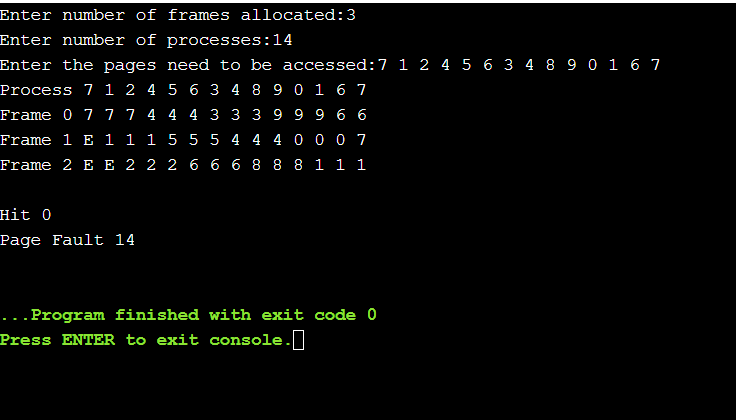 Enter number of frames allocated:3
Enter number of processes:14
Enter the pages need to be accessed:7 1 2 4 5 6 3 4 8 9 0 1 6 7
Process 7 1 2 4 5 6 3 4 8 9 0 1 6 7
Frame 0 7 7 7 4 4 4 3 3 3 9 9 9 6 6
Frame 1 E 1 1 1 5 5 5 4 4 4 0 0 0 7
Frame 2 E E 2 2 2 6 6 6 8 8 8 1 1 1
Hit 0
Page Fault 14
...Program finished with exit code 0
Press ENTER to exit console.